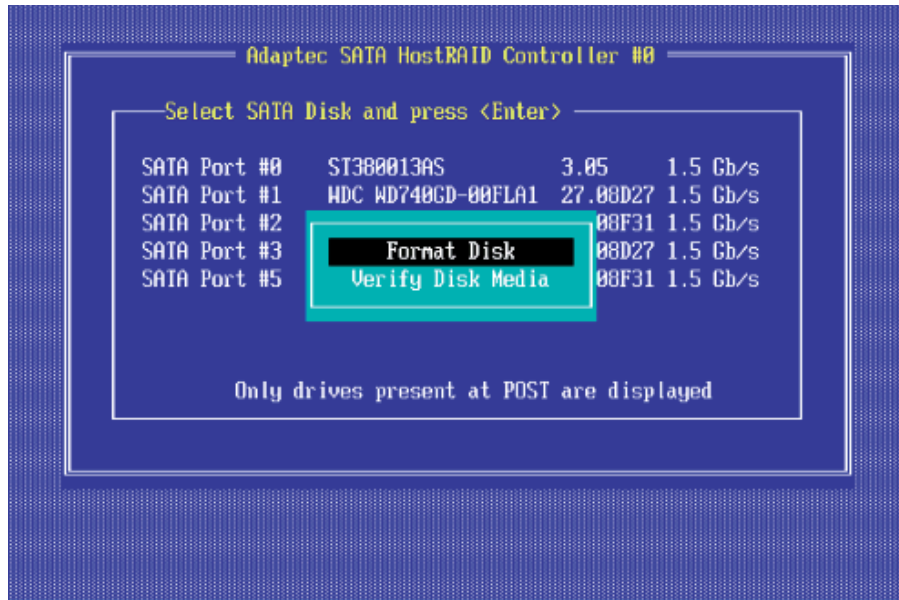 Adaptec SATA HostRAID Controller #0
Select SATA Disk and press <Enter>
SATA Port #0 ST380013AS 3.05 1.5 Gb/s
SATA Port #1 WDC WD740GD-00FLA1 27.08D27 1.5 Gb/s
SATA Port #2 08F31 1.5 Gb/s
SATA Port #3 08D27 1.5 Gb/s
SATA Port #5 08F31 1.5 Gb/s
Format Disk
Verify Disk Media
Only drives present at POST are displayed